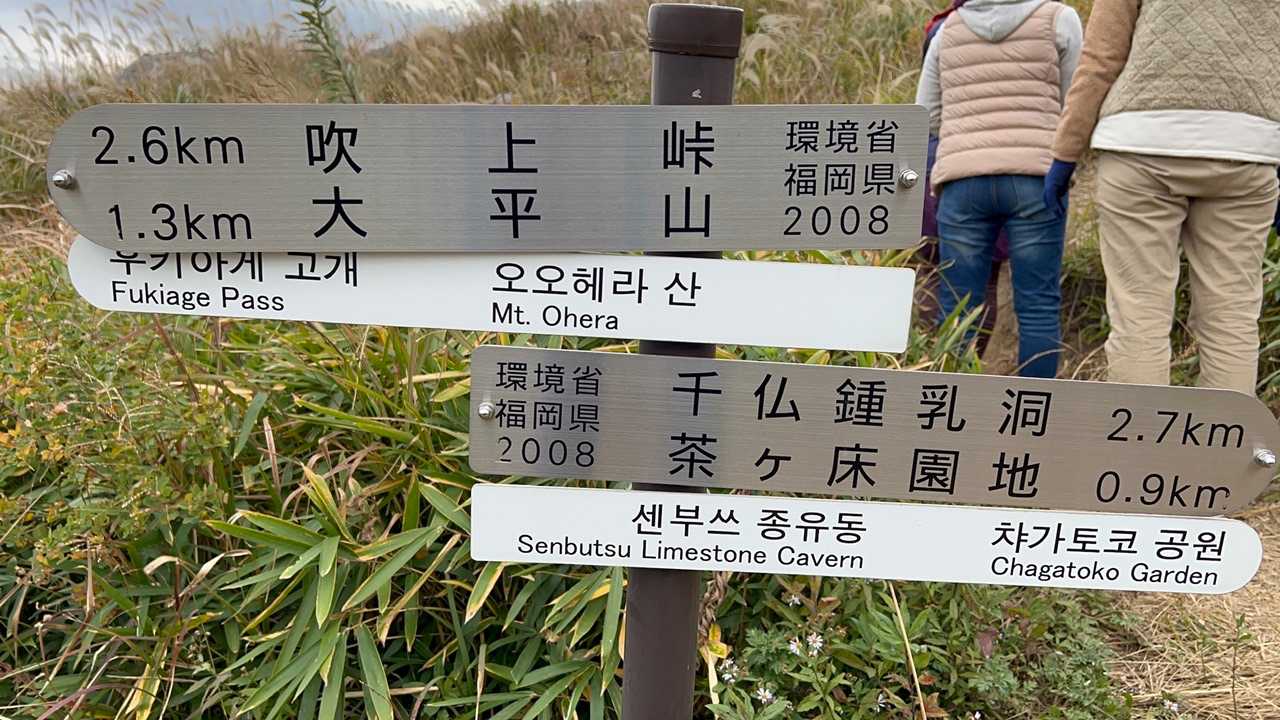 2.6km 吹上峠 環境省
1.3km 大平山 福岡県
2008
후키아게 고개 오오헤라 산
Fukiage Pass Mt. Ohera
環境省 千仏鍾乳洞 2.7km
福岡県
2008 茶ヶ床園地 0.9km
센부쓰 종유동 챠가토코 공원
Senbutsu Limestone Cavern Chagatoko Garden